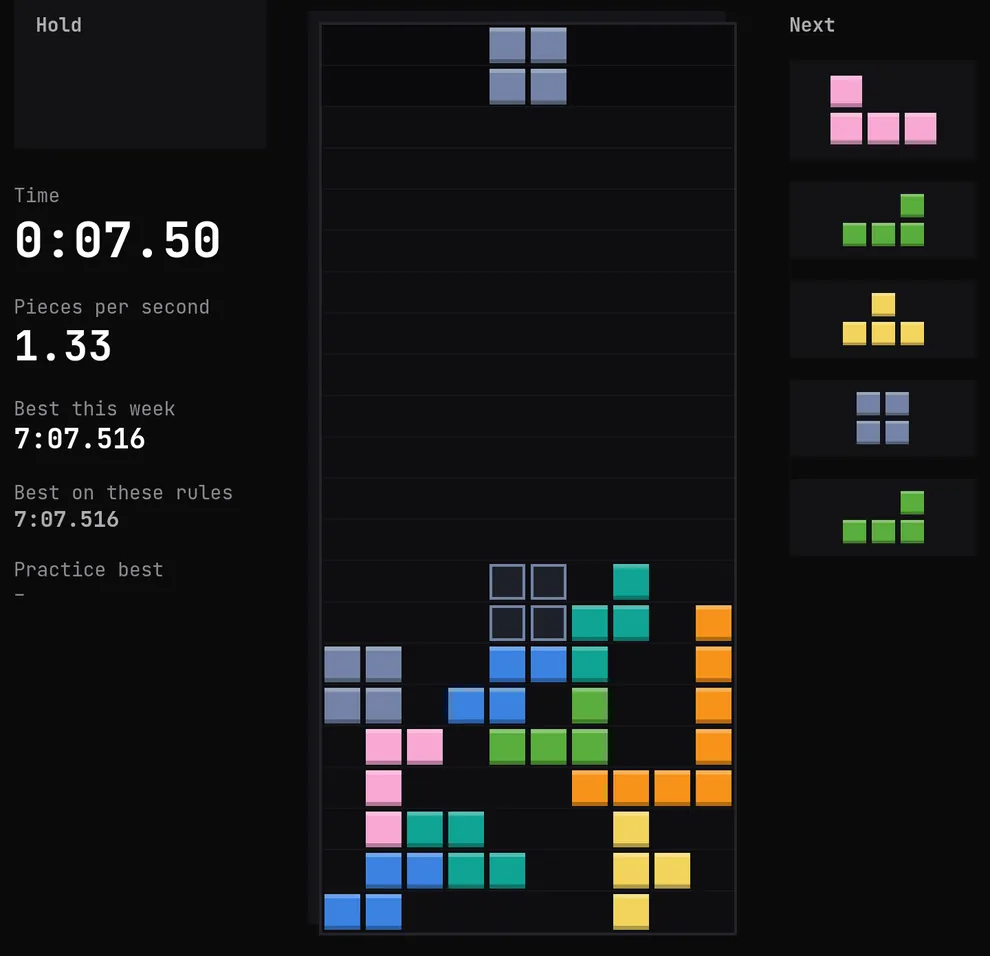 Hold
Next
Time
0:07.50
Pieces per second
1.33
Best this week
7:07.516
Best on these rules
7:07.516
Practice best
–